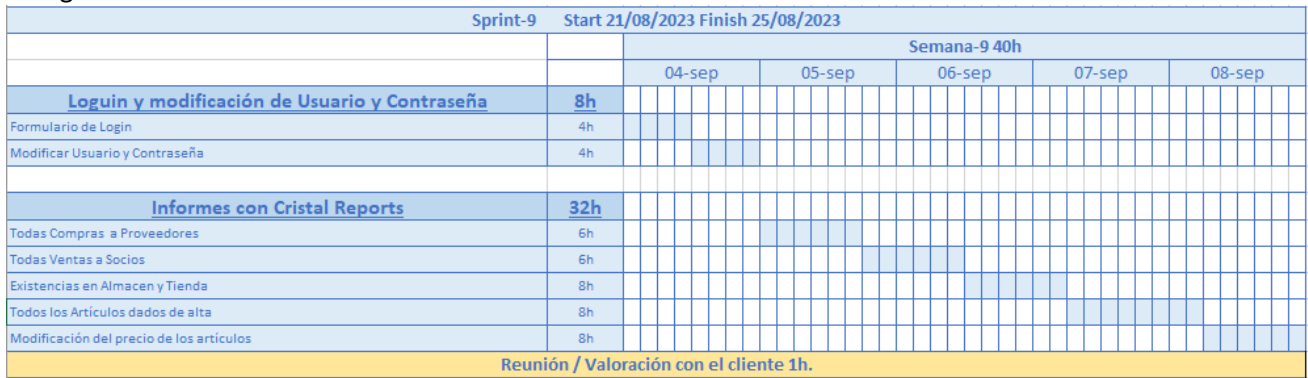 Sprint-9 Start 21/08/2023 Finish 25/08/2023
Semana-9 40h
04-sep 05-sep 06-sep 07-sep 08-sep
Loguin y modificación de Usuario y Contraseña 8h
Formulario de Login 4h
Modificar Usuario y Contraseña 4h
Informes con Cristal Reports 32h
Todas Compras a Proveedores 6h
Todas Ventas a Socios 6h
Existencias en Almacen y Tienda 8h
Todos los Artículos dados de alta 8h
Modificación del precio de los artículos 8h
Reunión / Valoración con el cliente 1h.